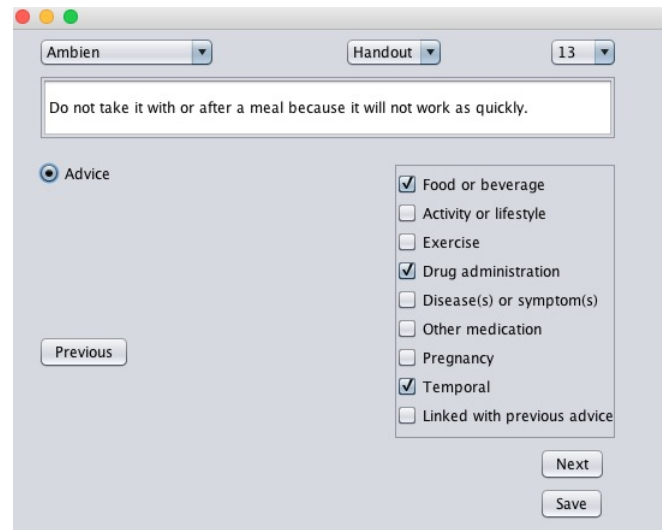 Ambien
Handout
13
Do not take it with or after a meal because it will not work as quickly.
Advice
Food or beverage
Activity or lifestyle
Exercise
Drug administration
Disease(s) or symptom(s)
Other medication
Pregnancy
Temporal
Linked with previous advice
Previous
Next
Save